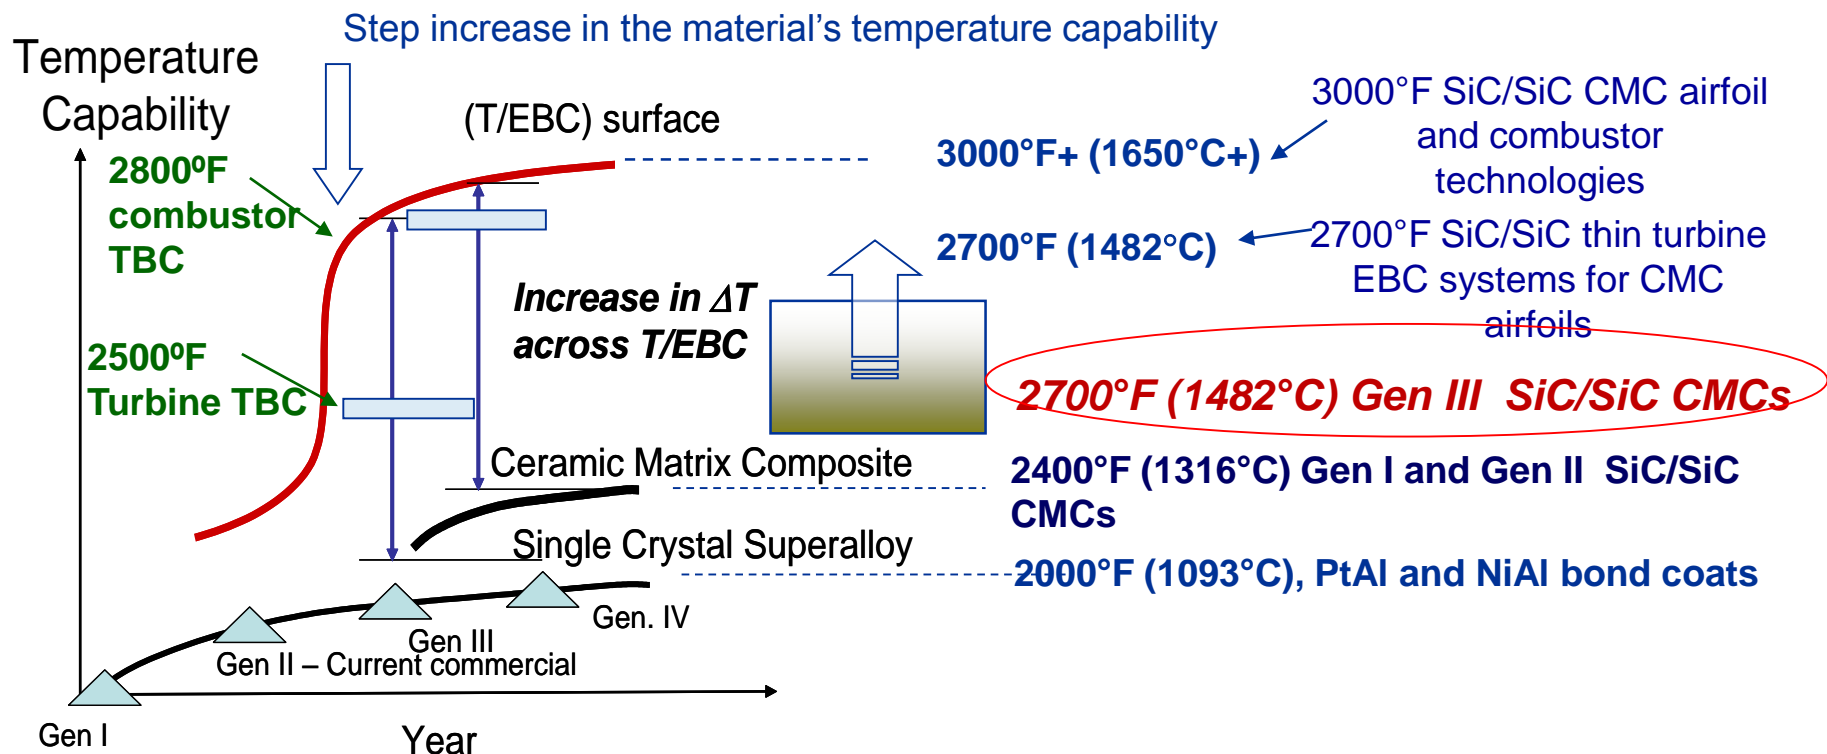 Step increase in the material's temperature capability
Temperature
Capability
(T/EBC) surface
2800ºF
combustor
TBC
3000°F+ (1650°C+)
3000°F SiC/SiC CMC airfoil
and combustor
technologies
2700°F (1482°C)
2700°F SiC/SiC thin turbine
EBC systems for CMC
airfoils
Increase in ΔT
across T/EBC
2500ºF
Turbine TBC
2700°F (1482°C) Gen III SiC/SiC CMCs
Ceramic Matrix Composite
2400°F (1316°C) Gen I and Gen II SiC/SiC
CMCs
Single Crystal Superalloy
2000°F (1093°C), PtAl and NiAl bond coats
Gen. IV
Gen III
Gen II – Current commercial
Gen I
Year